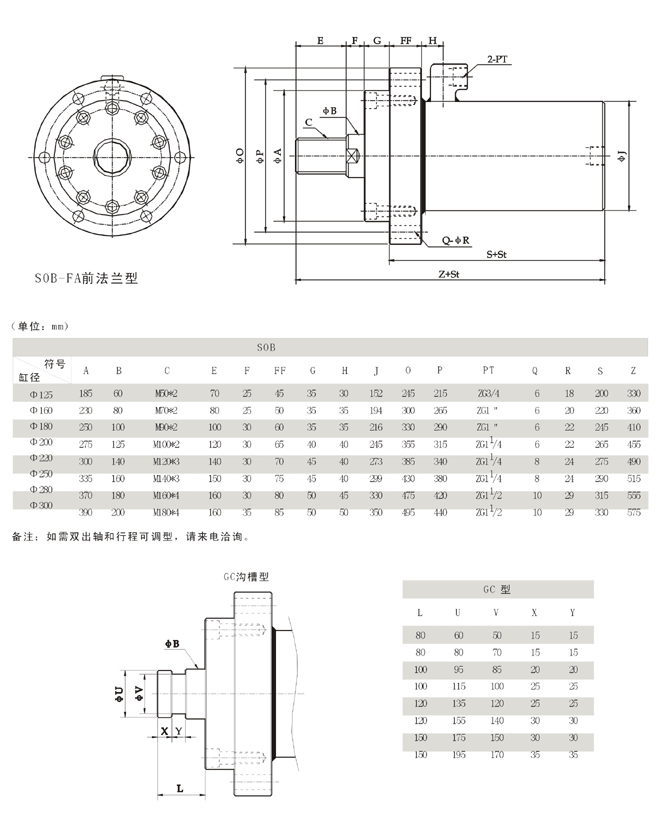 E F G FF H
2-PT
ΦB
C
ΦO ΦP ΦA ΦJ
Q-ΦR
S+St
Z+St
SOB-FA前法兰型
(单位: mm)
SOB
符号
缸径 A B C E F FF G H J O P PT Q R S Z
Φ125 185 60 M50*2 70 25 45 35 30 152 245 215 ZG3/4 6 18 200 330
Φ160 230 80 M70*2 80 25 50 35 35 194 300 265 ZG1" 6 20 220 360
Φ180 250 100 M90*2 100 30 60 35 35 216 330 290 ZG1" 6 22 245 410
Φ200 275 125 M100*2 120 30 65 40 40 245 355 315 ZG1 1/4 6 22 265 455
Φ220 300 140 M120*3 140 30 70 45 40 273 385 340 ZG1 1/4 8 24 275 490
Φ250 335 160 M140*3 150 30 75 45 40 299 430 380 ZG1 1/4 8 24 290 515
Φ280 370 180 M160*4 160 30 80 50 45 330 475 420 ZG1 1/2 10 29 315 555
Φ300 390 200 M180*4 160 35 85 50 50 350 495 440 ZG1 1/2 10 29 330 575
备注: 如需双出轴和行程可调型, 请来电洽询。
GC沟槽型
ΦB
ΦU ΦV
X Y
L
GC 型
L U V X Y
80 60 50 15 15
80 80 70 15 15
100 95 85 20 20
100 115 100 25 25
120 135 120 25 25
120 155 140 30 30
150 175 150 30 30
150 195 170 35 35